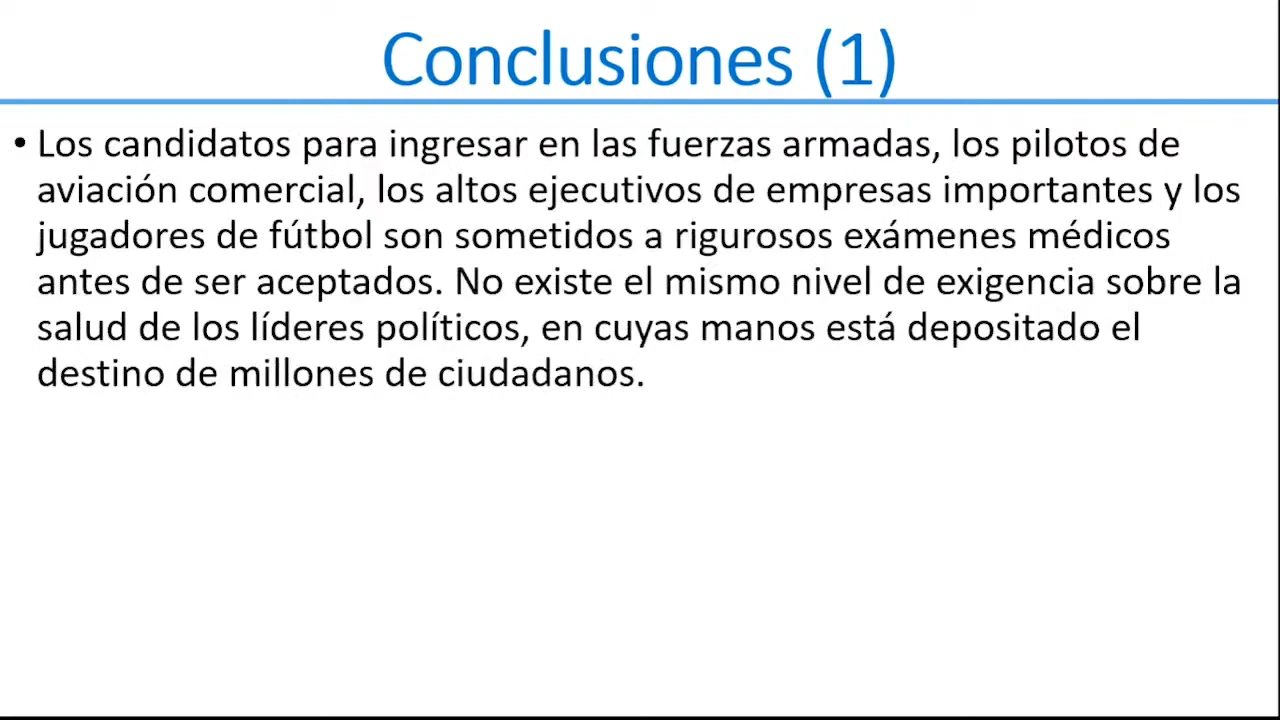 Conclusiones (1)
• Los candidatos para ingresar en las fuerzas armadas, los pilotos de
aviación comercial, los altos ejecutivos de empresas importantes y los
jugadores de fútbol son sometidos a rigurosos exámenes médicos
antes de ser aceptados. No existe el mismo nivel de exigencia sobre la
salud de los líderes políticos, en cuyas manos está depositado el
destino de millones de ciudadanos.